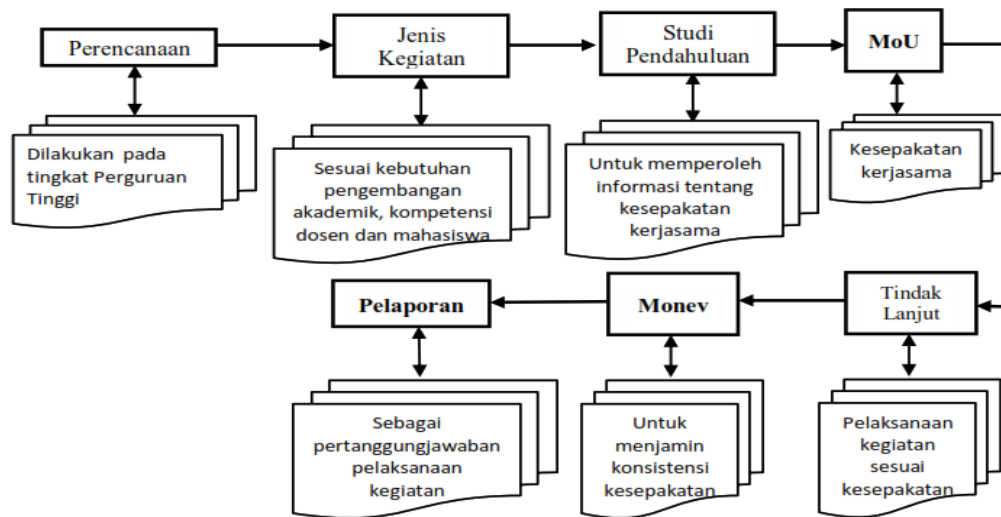 Perencanaan
Jenis
Kegiatan
Studi
Pendahuluan
MoU
Dilakukan pada
tingkat Perguruan
Tinggi
Sesuai kebutuhan
pengembangan
akademik, kompetensi
dosen dan mahasiswa
Untuk memperoleh
informasi tentang
kesepakatan
kerjasama
Kesepakatan
kerjasama
Pelaporan
Monev
Tindak
Lanjut
Sebagai
pertanggungjawaban
pelaksanaan
kegiatan
Untuk
menjamin
konsistensi
kesepakatan
Pelaksanaan
kegiatan
sesuai
kesepakatan